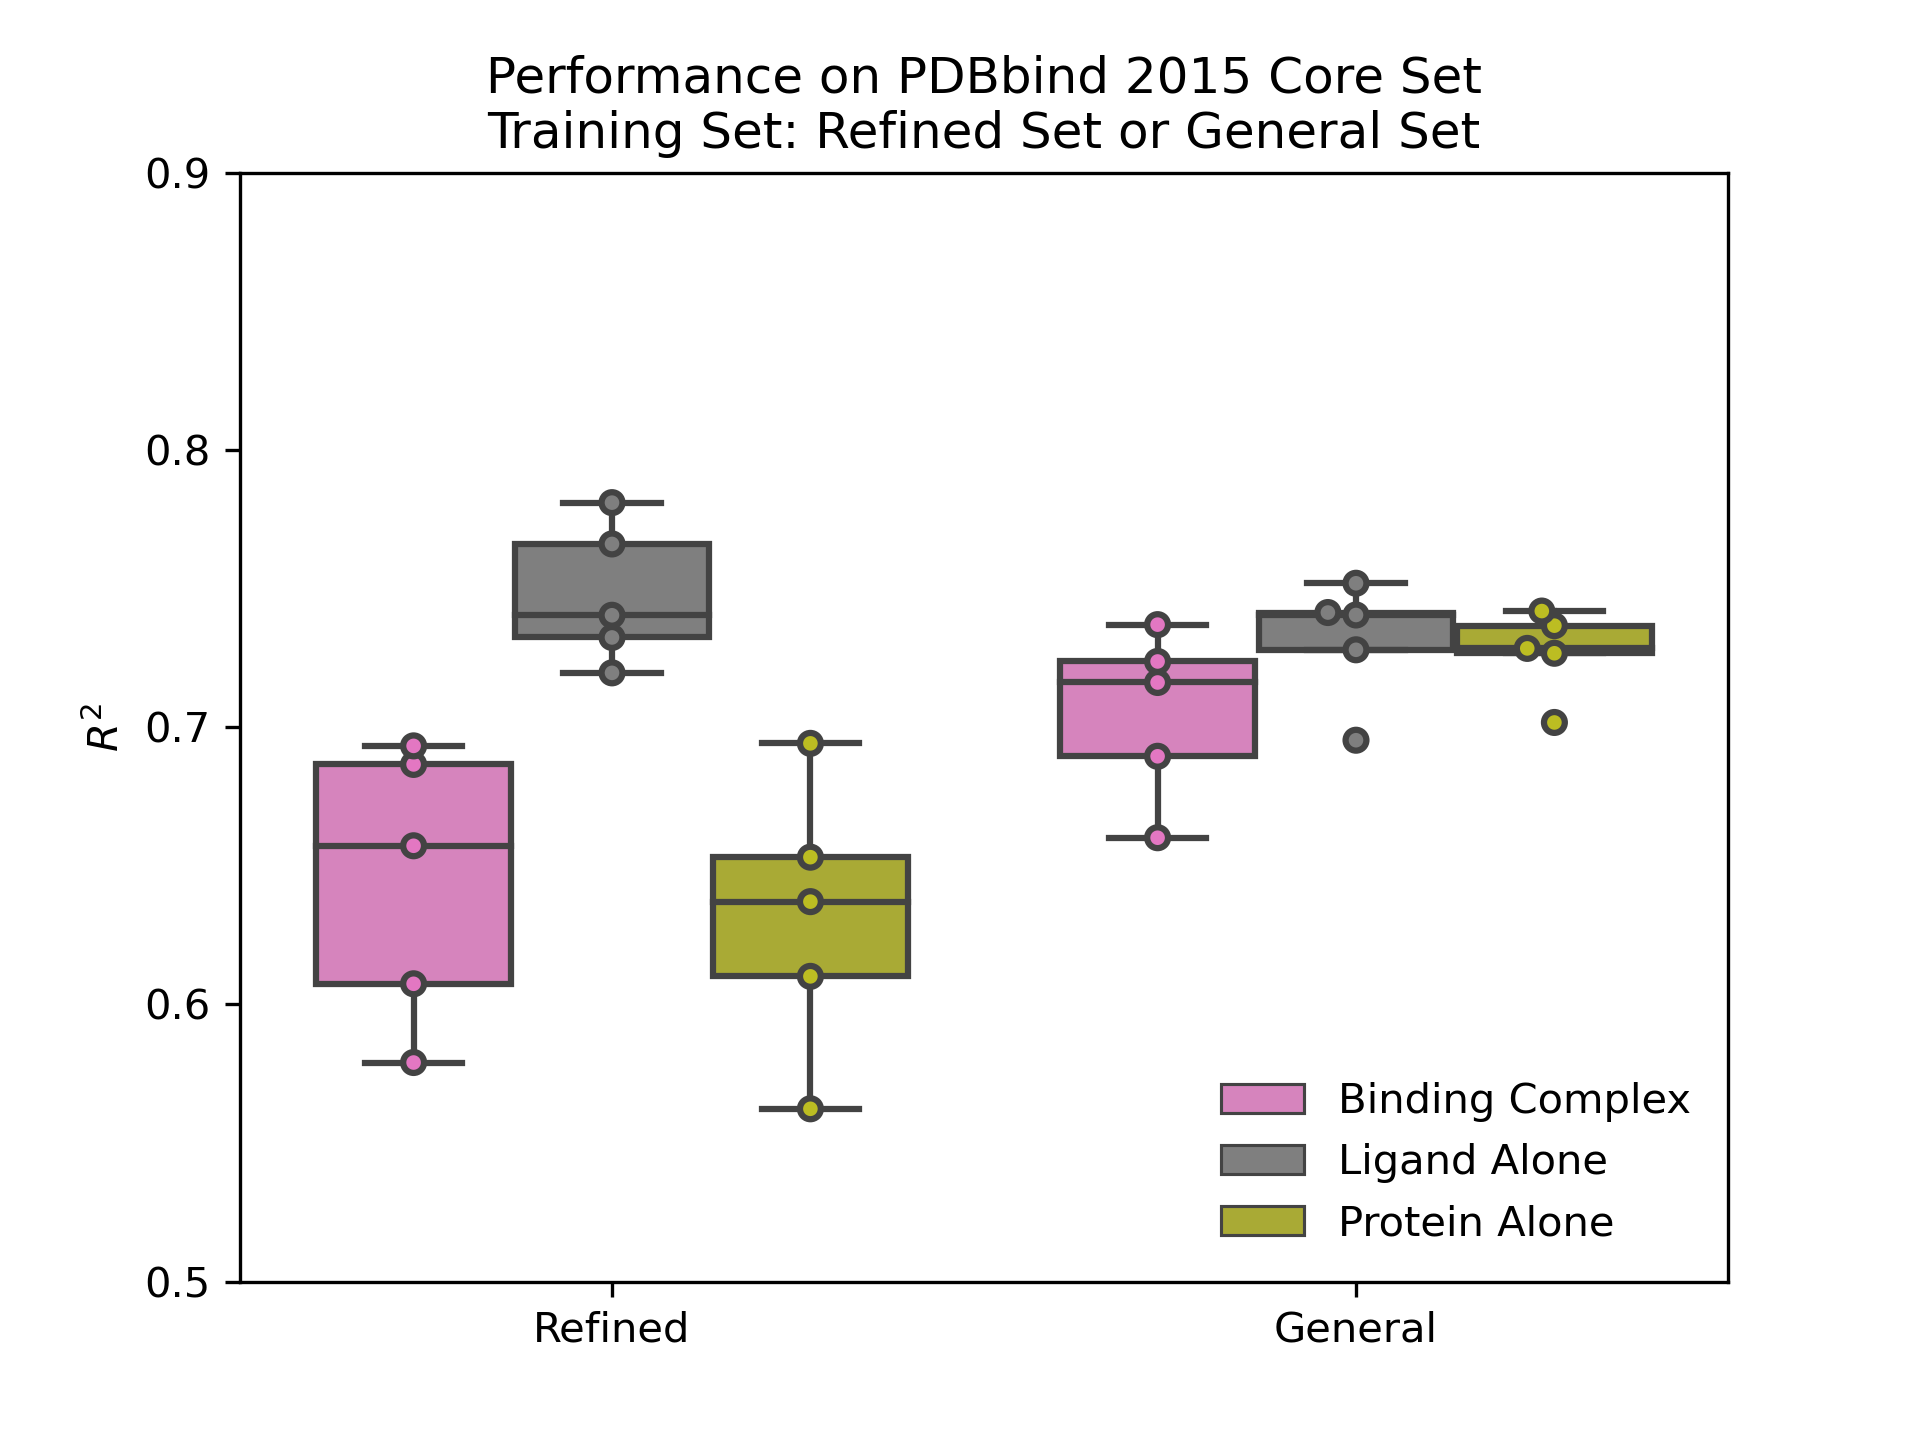 Performance on PDBbind 2015 Core Set
Training Set: Refined Set or General Set
0.9
0.8
0.7
0.6
0.5
R²
Refined
General
Binding Complex
Ligand Alone
Protein Alone